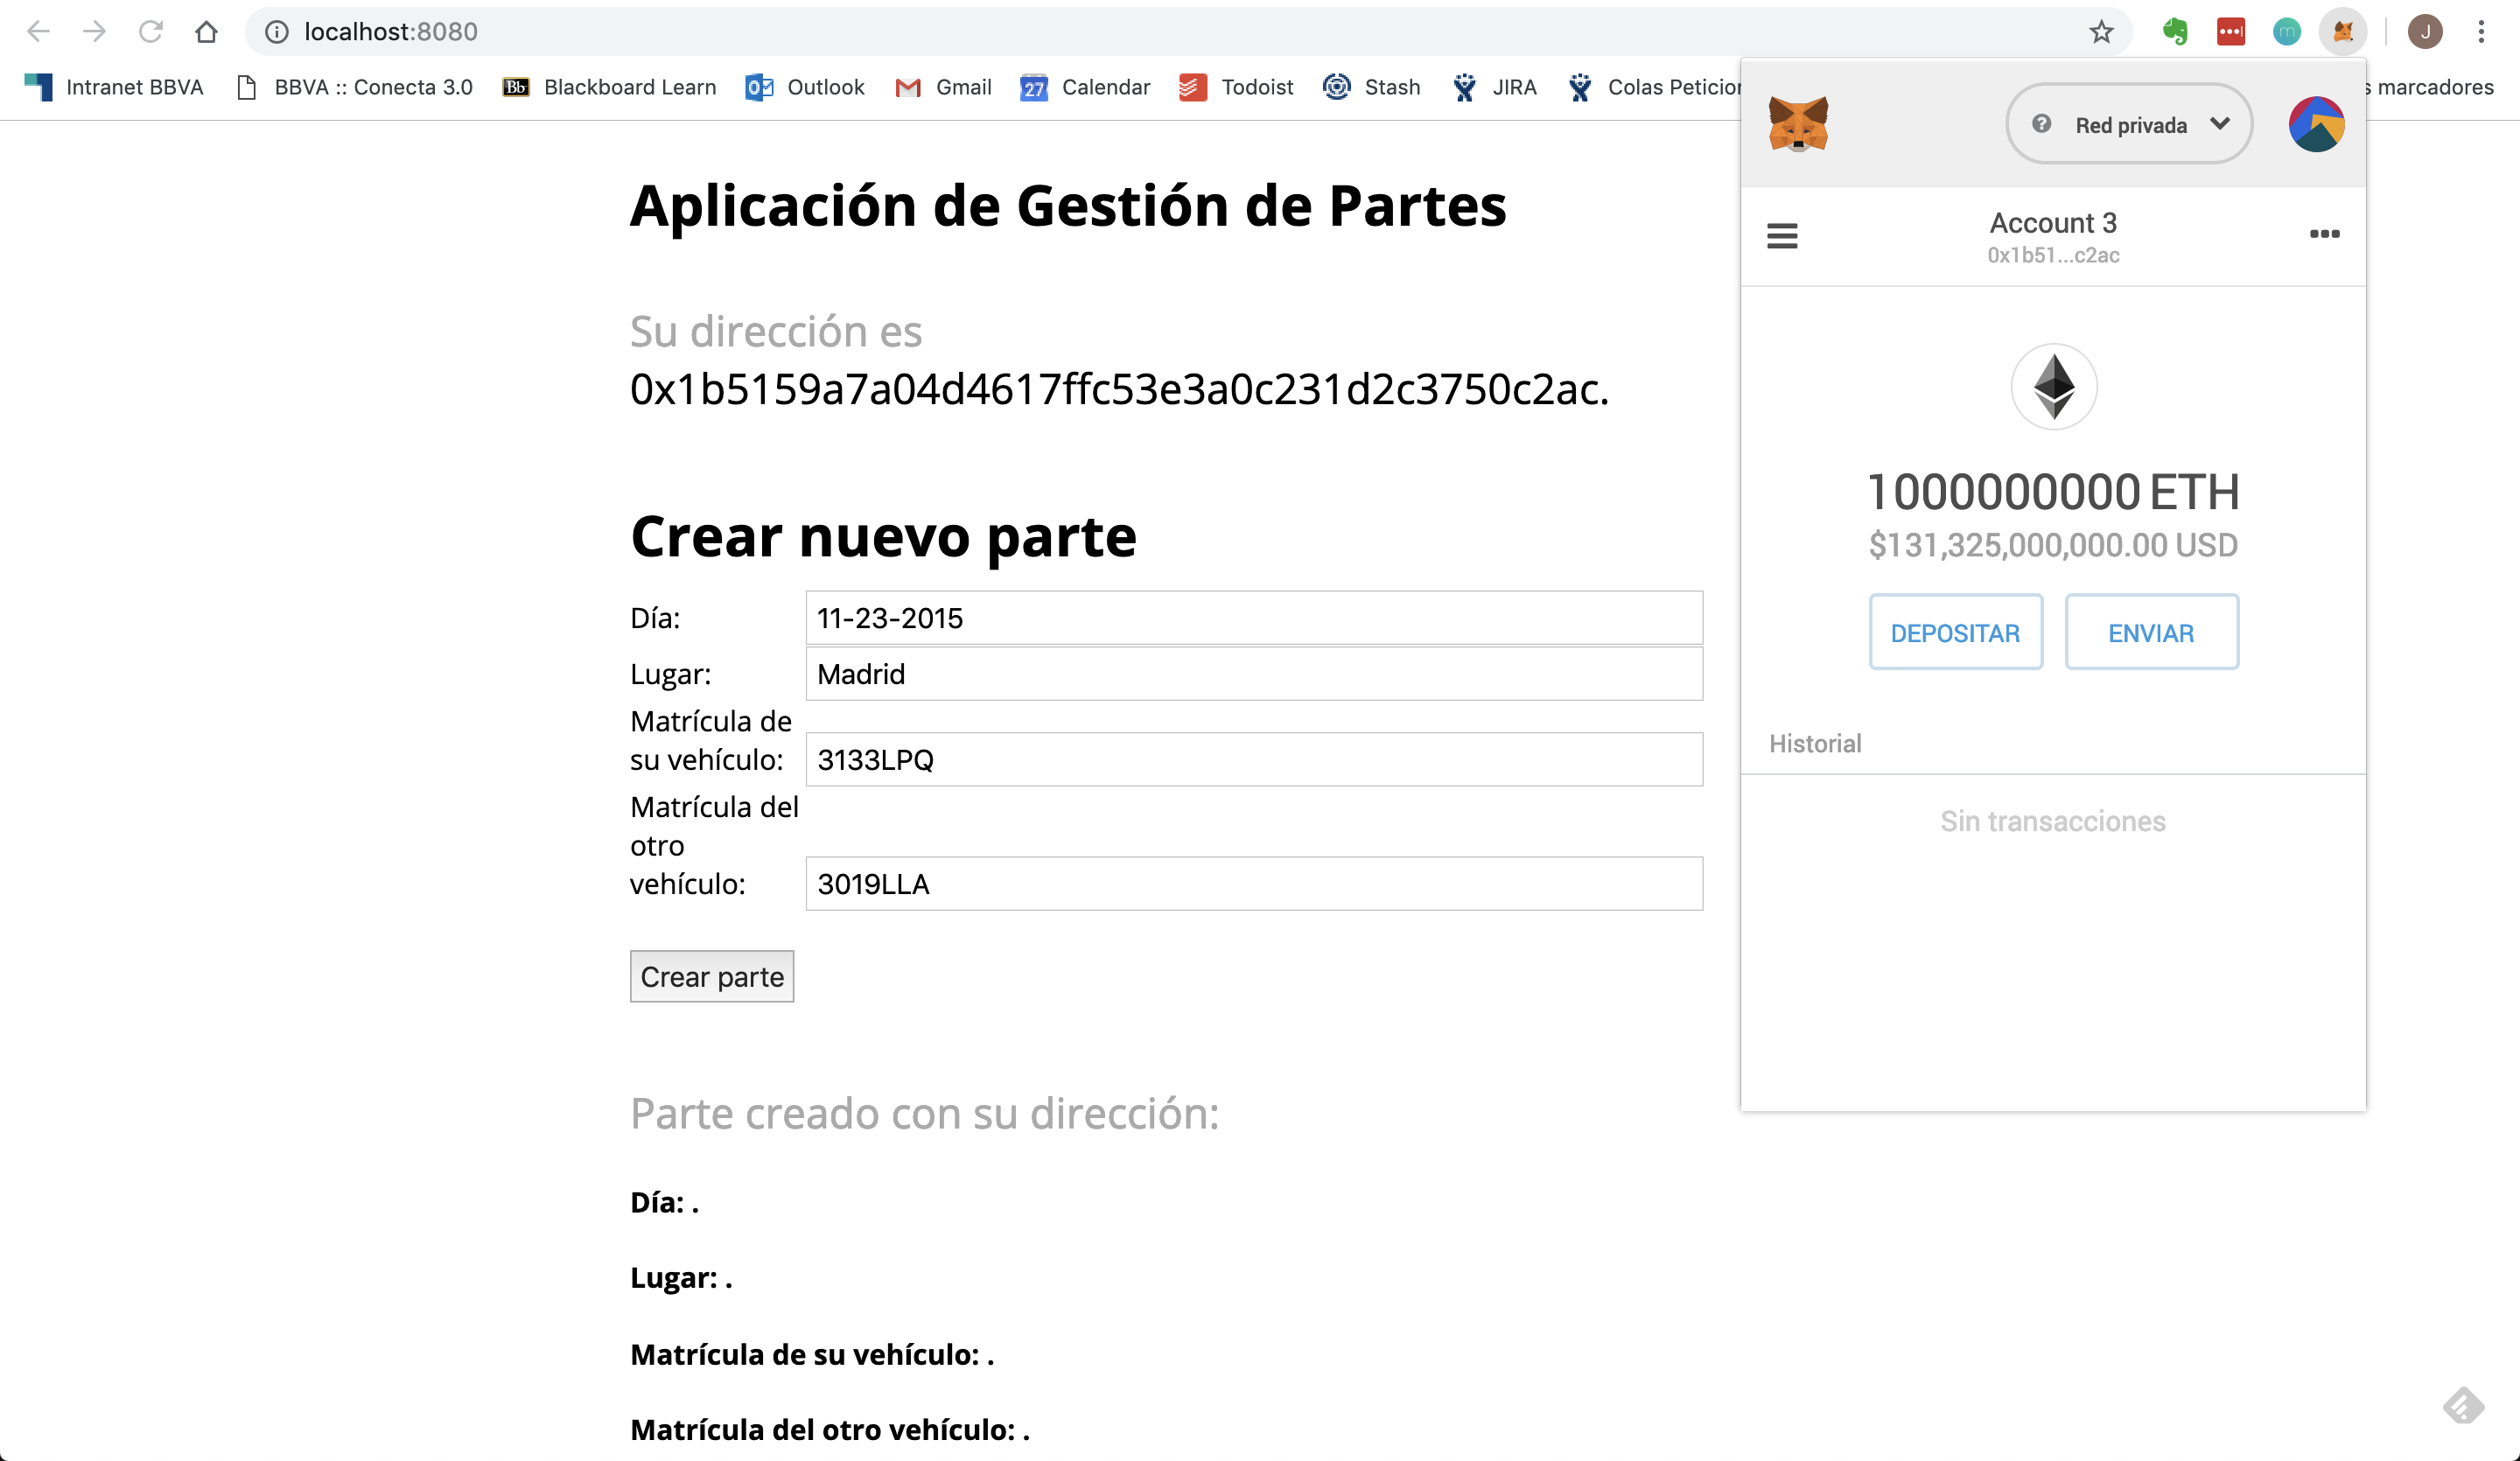 localhost:8080
J
Intranet BBVA
BBVA :: Conecta 3.0
Bb
Blackboard Learn
Outlook
Gmail
27
Calendar
Todoist
Stash
JIRA
Colas
marcadores
Aplicación de Gestión de Partes
Su dirección es
0x1b5159a7a04d4617ffc53e3a0c231d2c3750c2ac.
Crear nuevo parte
Día:
11-23-2015
Lugar:
Madrid
Matrícula de
su vehículo:
3133LPQ
Matrícula del
otro
vehículo:
3019LLA
Crear parte
Parte creado con su dirección:
Día: .
Lugar: .
Matrícula de su vehículo: .
Matrícula del otro vehículo: .
Red privada
Account 3
0x1b51...c2ac
1000000000 ETH
$131,325,000,000.00 USD
DEPOSITAR
ENVIAR
Historial
Sin transacciones